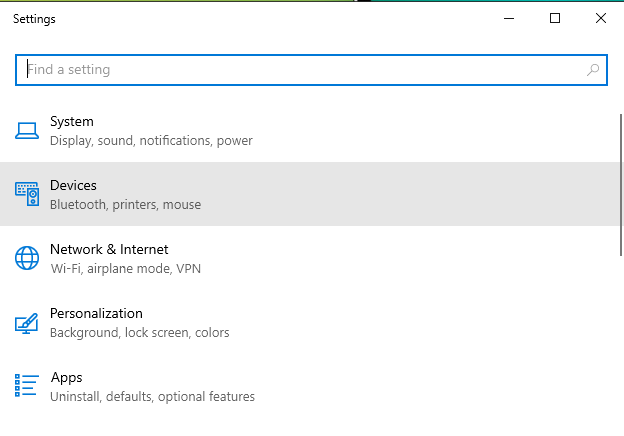 Settings
Find a setting
System
Display, sound, notifications, power
Devices
Bluetooth, printers, mouse
Network & Internet
Wi-Fi, airplane mode, VPN
Personalization
Background, lock screen, colors
Apps
Uninstall, defaults, optional features